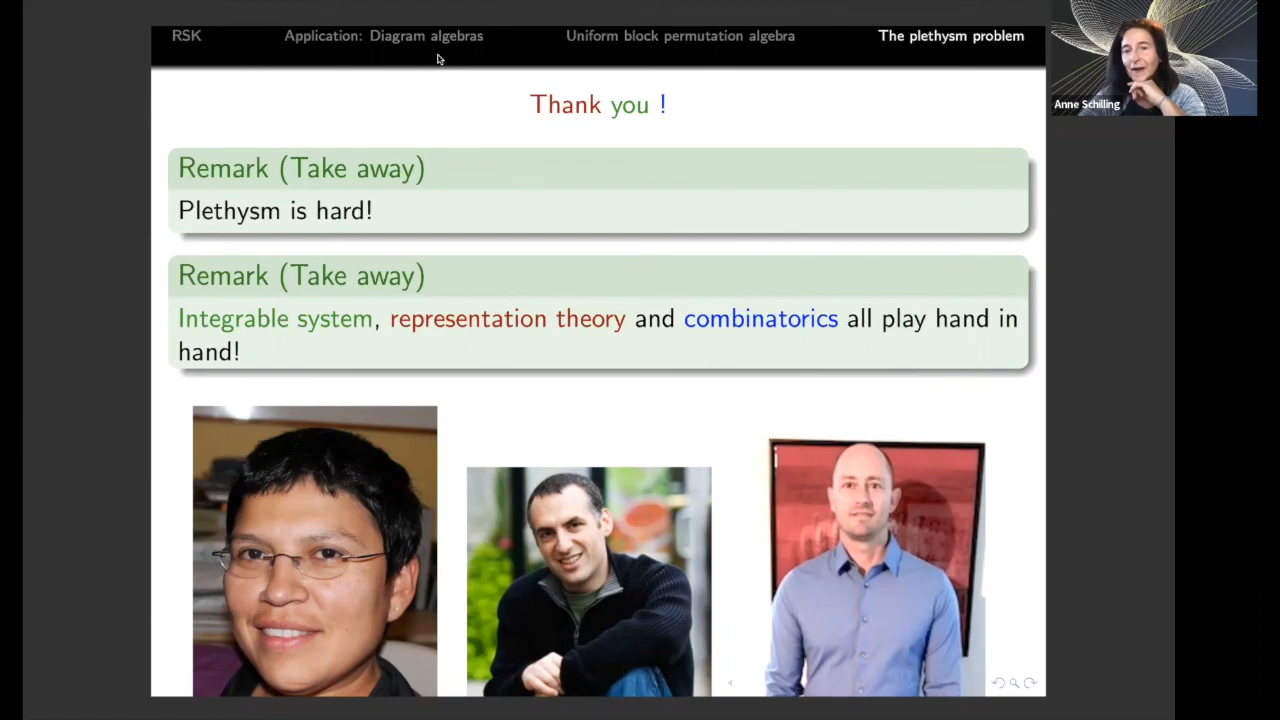 RSK Application: Diagram algebras Uniform block permutation algebra The plethysm problem
Anne Schilling
Thank you !
Remark (Take away)
Plethysm is hard!
Remark (Take away)
Integrable system, representation theory and combinatorics all play hand in
hand!